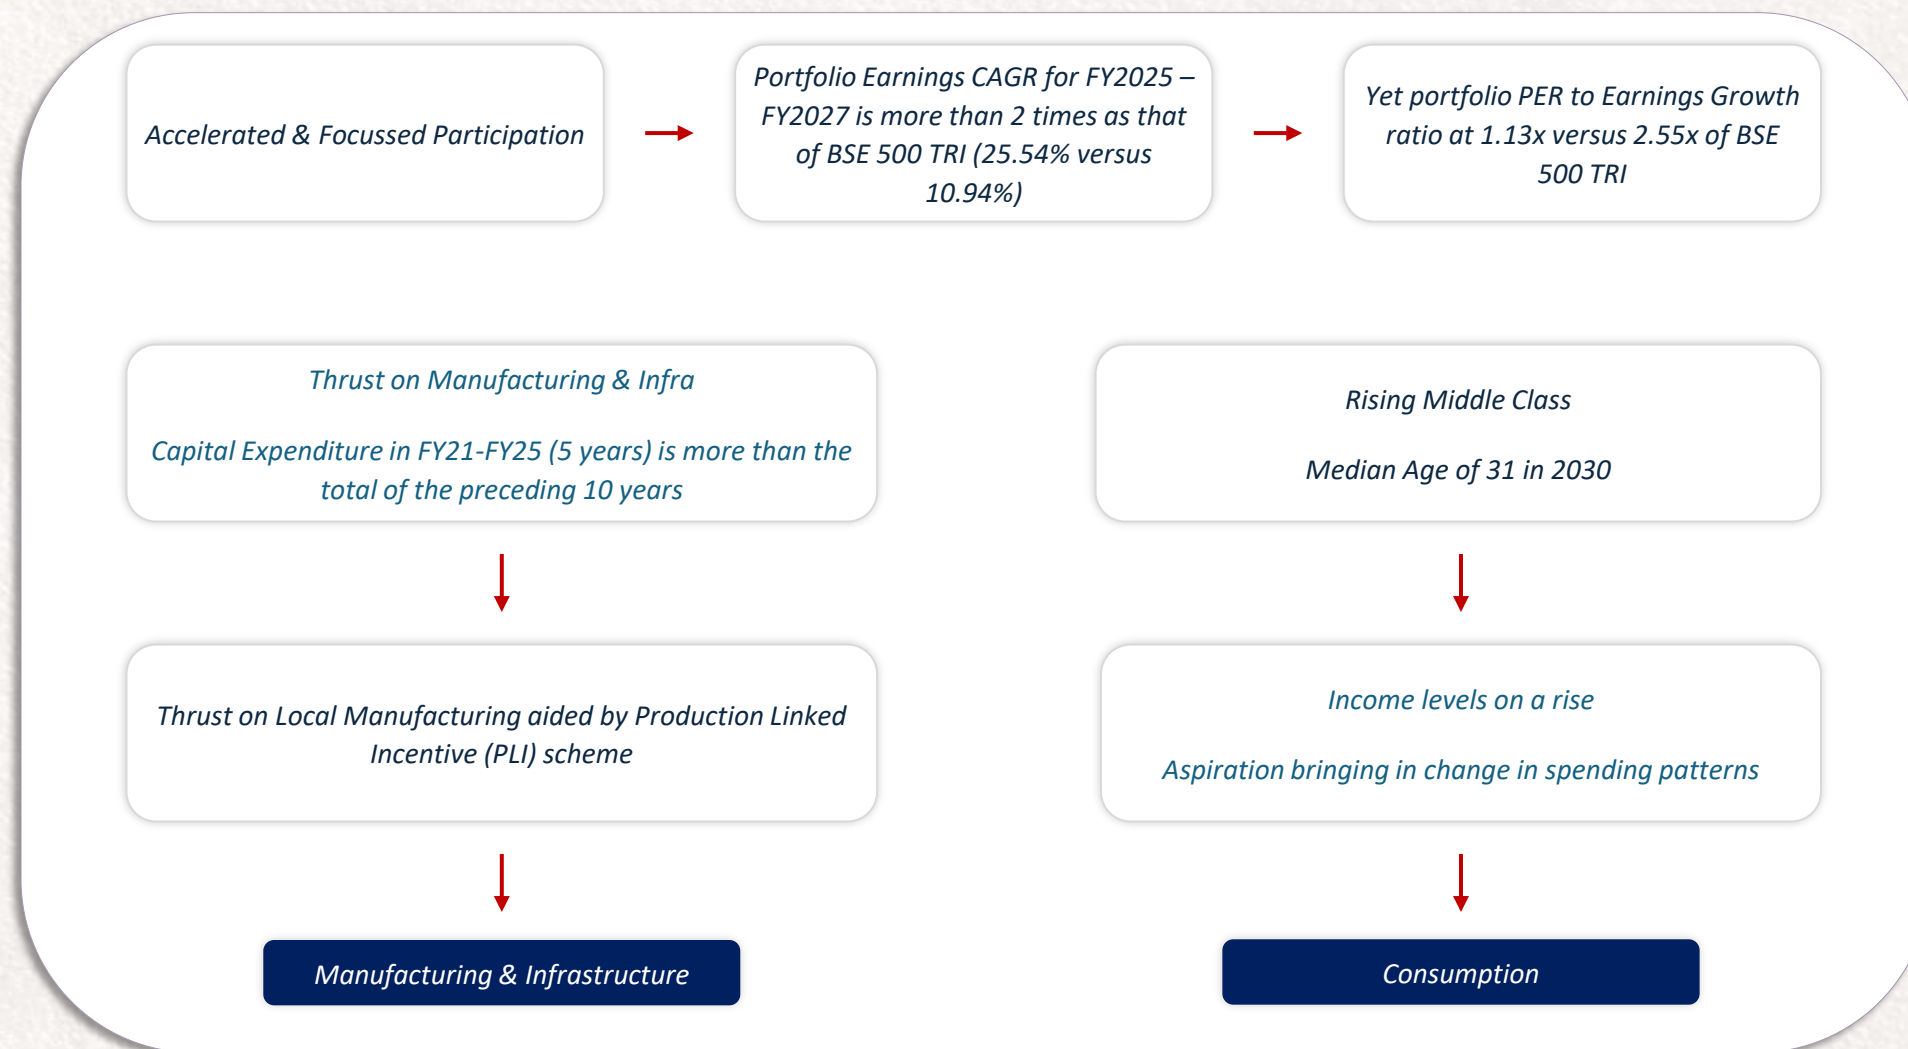 Accelerated & Focussed Participation
Portfolio Earnings CAGR for FY2025 –
FY2027 is more than 2 times as that
of BSE 500 TRI (25.54% versus
10.94%)
Yet portfolio PER to Earnings Growth
ratio at 1.13x versus 2.55x of BSE
500 TRI
Thrust on Manufacturing & Infra
Capital Expenditure in FY21-FY25 (5 years) is more than the
total of the preceding 10 years
Rising Middle Class
Median Age of 31 in 2030
Thrust on Local Manufacturing aided by Production Linked
Incentive (PLI) scheme
Income levels on a rise
Aspiration bringing in change in spending patterns
Manufacturing & Infrastructure
Consumption